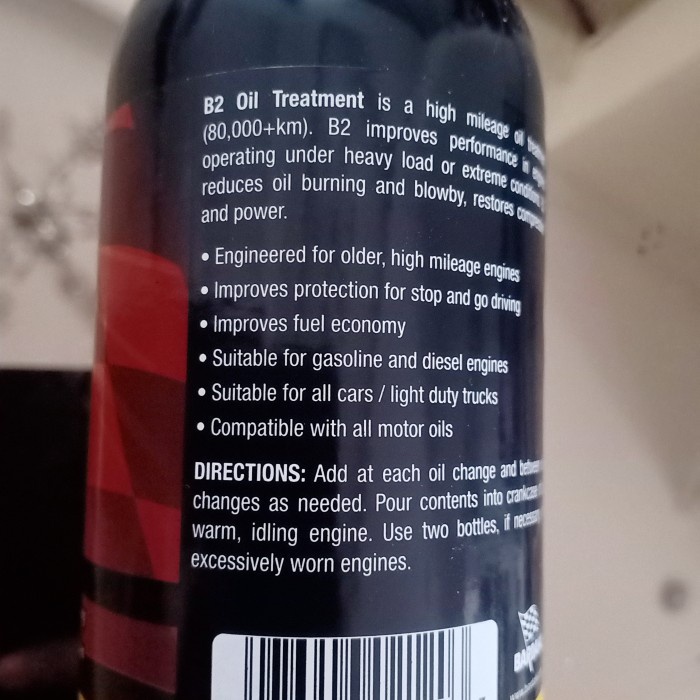 B2 Oil Treatment is a high mileage oil
(80,000+km). B2 improves performance in
operating under heavy load or extreme
reduces oil burning and blowby, restores
and power.
• Engineered for older, high mileage engines
• Improves protection for stop and go driving
• Improves fuel economy
• Suitable for gasoline and diesel engines
• Suitable for all cars / light duty trucks
• Compatible with all motor oils
DIRECTIONS: Add at each oil change and
changes as needed. Pour contents into crankcase
warm, idling engine. Use two bottles, if
excessively worn engines.